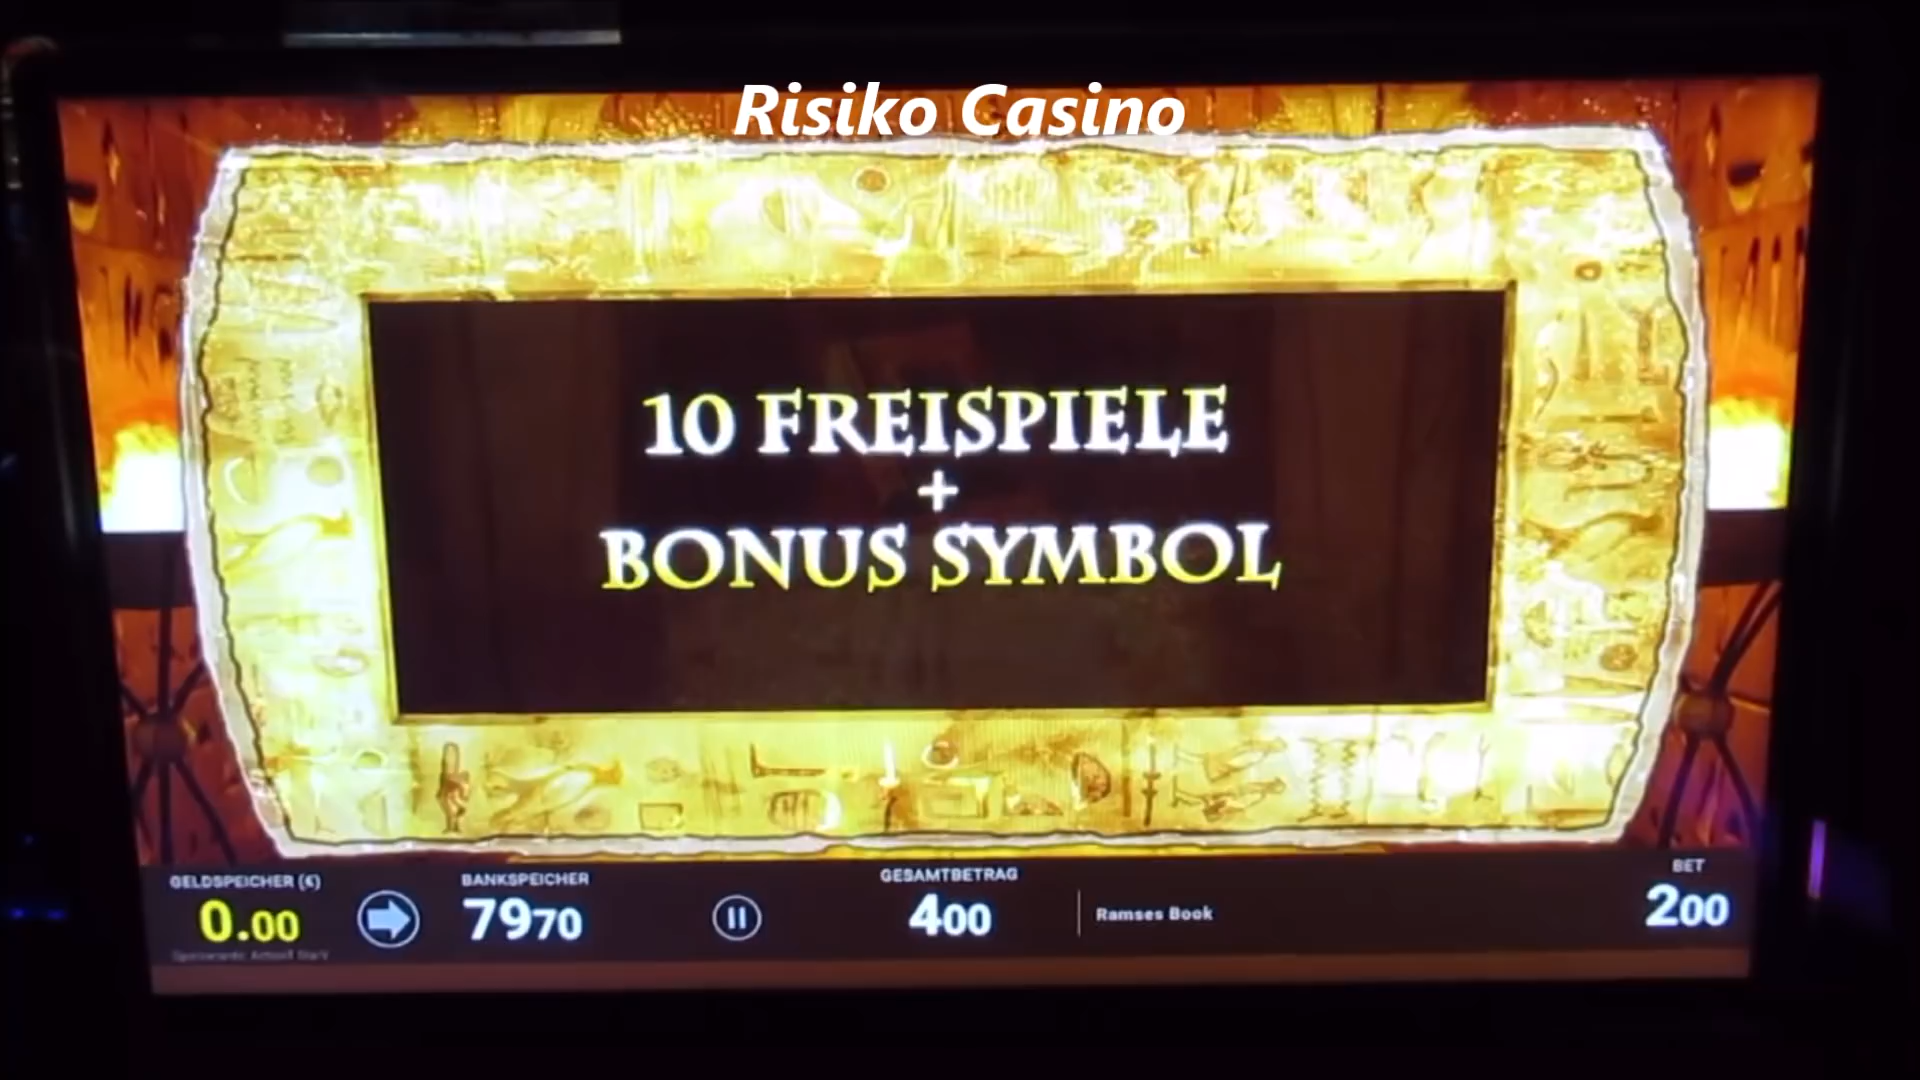 Risiko Casino
10 FREISPIELE
+
BONUS SYMBOL
GELDSPEICHER (€)
BANKSPEICHER
GESAMTBETRAG
BET
0.00
7970
400
Ramses Book
200